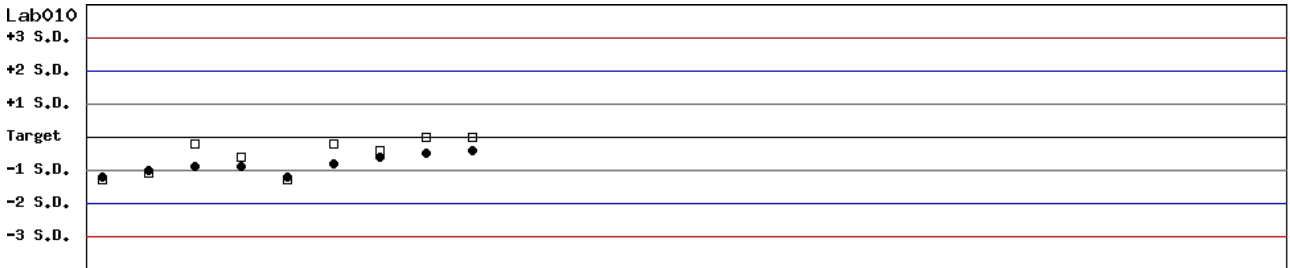 Lab010
+3 S.D.
+2 S.D.
+1 S.D.
Target
-1 S.D.
-2 S.D.
-3 S.D.